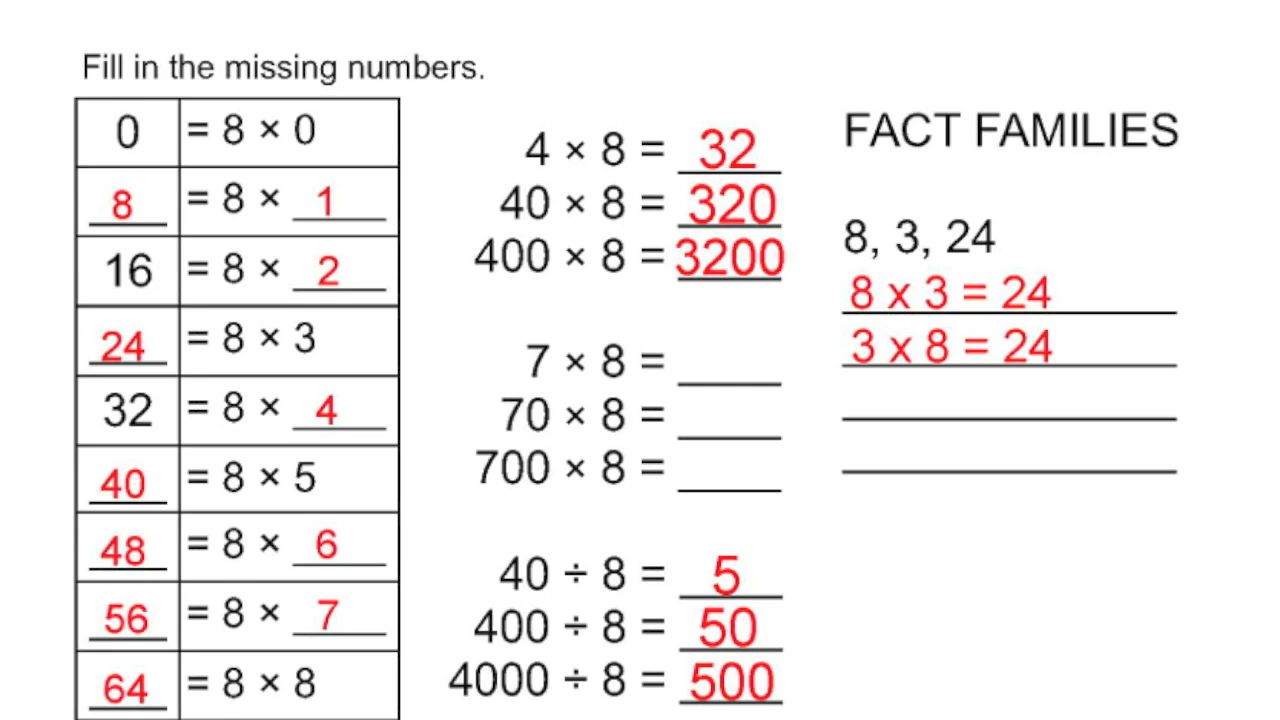 Fill in the missing numbers.
0 = 8 × 0
8 = 8 × 1
16 = 8 × 2
24 = 8 × 3
32 = 8 × 4
40 = 8 × 5
48 = 8 × 6
56 = 8 × 7
64 = 8 × 8
4 × 8 = 32
40 × 8 = 320
400 × 8 = 3200
7 × 8 = ____
70 × 8 = ____
700 × 8 = ____
40 ÷ 8 = 5
400 ÷ 8 = 50
4000 ÷ 8 = 500
FACT FAMILIES
8, 3, 24
8 x 3 = 24
3 x 8 = 24